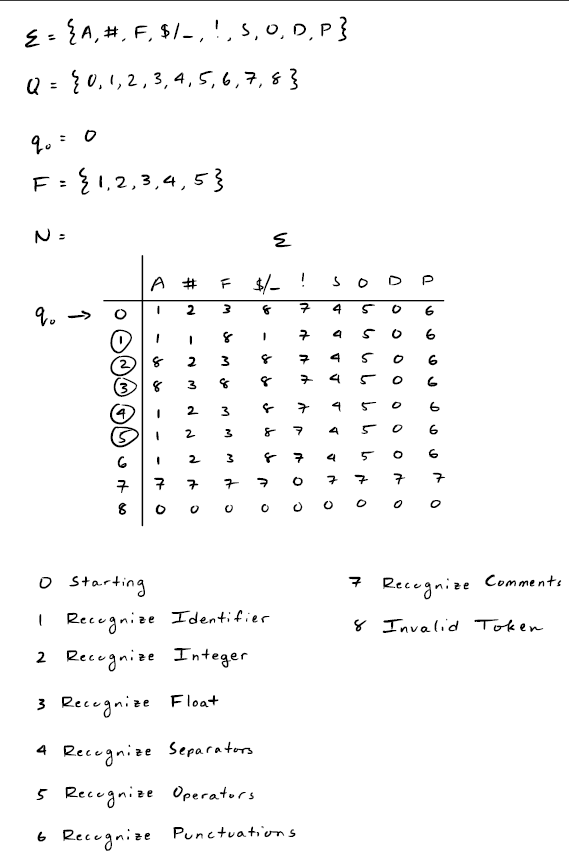 Σ = {A, #, F, $/_, !, S, O, D, P}
Q = {0, 1, 2, 3, 4, 5, 6, 7, 8}
q₀ = 0
F = {1, 2, 3, 4, 5}
N = Σ
A # F $/_ ! S O D P
q₀ → 0 1 2 3 8 7 4 5 0 6
1 1 1 8 1 7 4 5 0 6
2 8 2 3 8 7 4 5 0 6
3 8 3 8 8 7 4 5 0 6
4 1 2 3 8 7 4 5 0 6
5 1 2 3 8 7 4 5 0 6
6 1 2 3 8 7 4 5 0 6
7 7 7 7 7 0 7 7 7 7
8 0 0 0 0 0 0 0 0 0
0 Starting
1 Recognize Identifier
2 Recognize Integer
3 Recognize Float
4 Recognize Separators
5 Recognize Operators
6 Recognize Punctuations
7 Recognize Comments
8 Invalid Token